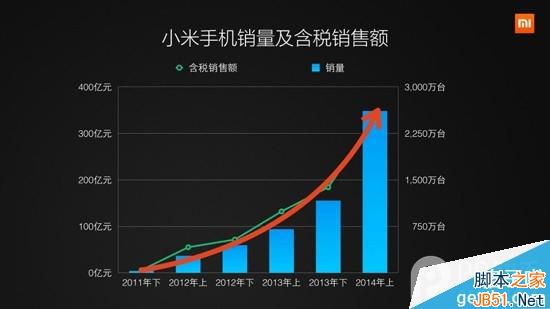 mi
小米手机销量及含税销售额
含税销售额 销量
400亿元 3,000万台
300亿元 2,250万台
200亿元 1,500万台
100亿元 750万台
0亿元
2011年下 2012年上 2012年下 2013年上 2013年下 2014年上
脚本之家
JB51.Net